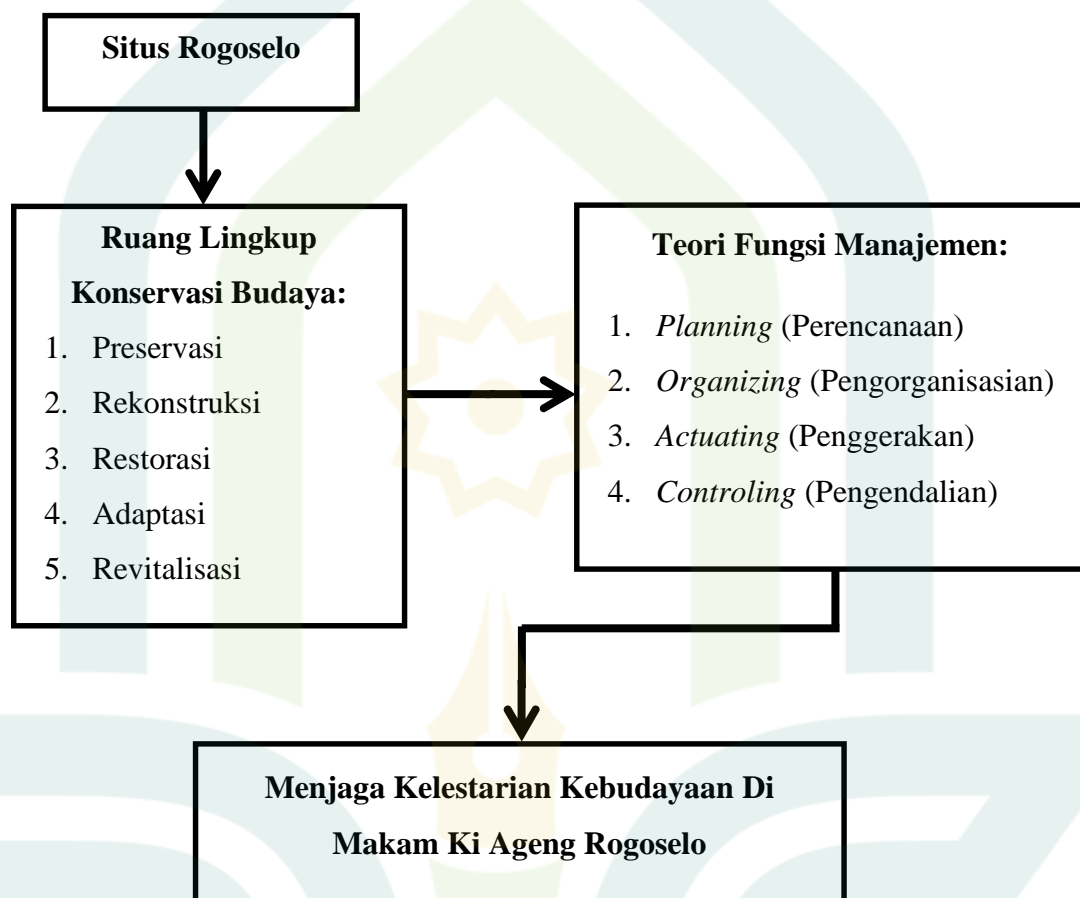 Situs Rogoselo
Ruang Lingkup
Konservasi Budaya:
1. Preservasi
2. Rekonstruksi
3. Restorasi
4. Adaptasi
5. Revitalisasi
Teori Fungsi Manajemen:
1. Planning (Perencanaan)
2. Organizing (Pengorganisasian)
3. Actuating (Penggerakan)
4. Controling (Pengendalian)
Menjaga Kelestarian Kebudayaan Di
Makam Ki Ageng Rogoselo